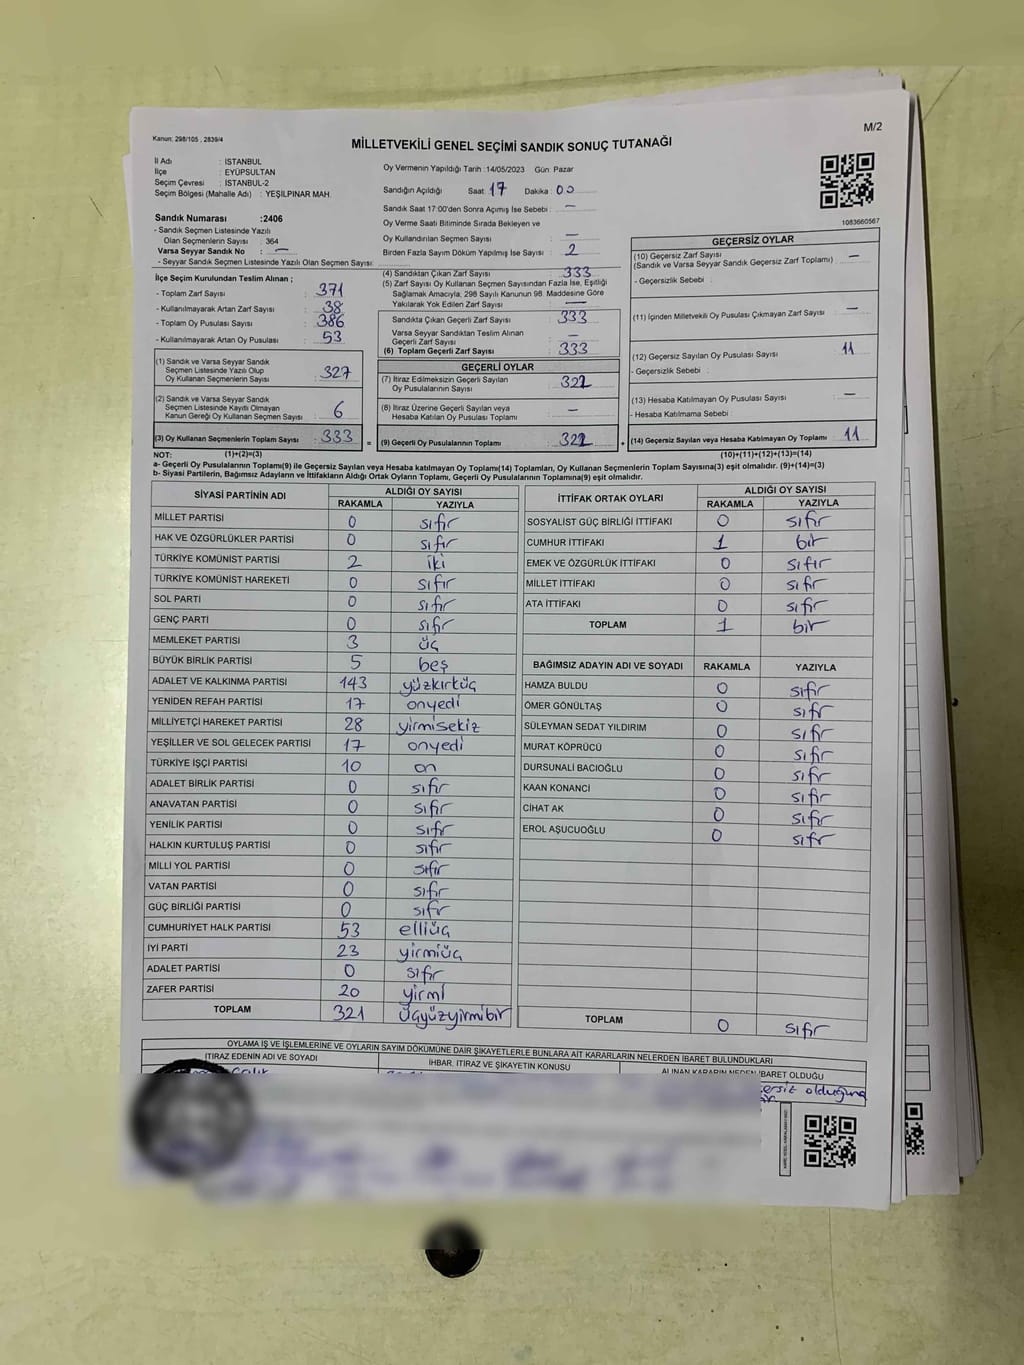 Kanun: 298/105 , 2839/4
M/2
MİLLETVEKİLİ GENEL SEÇİMİ SANDIK SONUÇ TUTANAĞI
İl Adı : İSTANBUL
İlçe : EYÜPSULTAN
Seçim Çevresi : İSTANBUL-2
Seçim Bölgesi (Mahalle Adı) : YEŞİLPINAR MAH.
Sandık Numarası :2406
- Sandık Seçmen Listesinde Yazılı
Olan Seçmenlerin Sayısı : 364
Varsa Seyyar Sandık No : —
- Seyyar Sandık Seçmen Listesinde Yazılı Olan Seçmen Sayısı:
Oy Vermenin Yapıldığı Tarih :14/05/2023 Gün: Pazar
Sandığın Açıldığı Saat : 17 Dakika : 00
Sandık Saat 17:00'den Sonra Açımış İse Sebebi : —
Oy Verme Saati Bitiminde Sırada Bekleyen ve
Oy Kullandırılan Seçmen Sayısı : —
Birden Fazla Sayım Döküm Yapılmış İse Sayısı : 2
1083660567
İlçe Seçim Kurulundan Teslim Alınan ;
- Toplam Zarf Sayısı : 371
- Kullanılmayarak Artan Zarf Sayısı : 38
- Toplam Oy Pusulası Sayısı : 386
- Kullanılmayarak Artan Oy Pusulası : 53
(1) Sandık ve Varsa Seyyar Sandık
Seçmen Listesinde Yazılı Olup
Oy Kullanan Seçmenlerin Sayısı : 327
(2) Sandık ve Varsa Seyyar Sandık
Seçmen Listesinde Kayıtlı Olmayan
Kanun Gereği Oy Kullanan Seçmen Sayısı : 6
(3) Oy Kullanan Seçmenlerin Toplam Sayısı : 333 =
(4) Sandıktan Çıkan Zarf Sayısı : 333
(5) Zarf Sayısı Oy Kullanan Seçmen Sayısından Fazla İse, Eşitliği
Sağlamak Amacıyla, 298 Sayılı Kanunun 98. Maddesine Göre
Yakılarak Yok Edilen Zarf Sayısı : —
Sandıkta Çıkan Geçerli Zarf Sayısı : 333
Varsa Seyyar Sandıktan Teslim Alınan
Geçerli Zarf Sayısı : —
(6) Toplam Geçerli Zarf Sayısı : 333
GEÇERLİ OYLAR
(7) İtiraz Edilmeksizin Geçerli Sayılan
Oy Pusulalarının Sayısı : 322
(8) İtiraz Üzerine Geçerli Sayılan veya
Hesaba Katılan Oy Pusulası Toplamı : —
(9) Geçerli Oy Pusulalarının Toplamı : 322 +
GEÇERSİZ OYLAR
(10) Geçersiz Zarf Sayısı : —
(Sandık ve Varsa Seyyar Sandık Geçersiz Zarf Toplamı)
- Geçersizlik Sebebi :
(11) İçinden Milletvekili Oy Pusulası Çıkmayan Zarf Sayısı : —
(12) Geçersiz Sayılan Oy Pusulası Sayısı : 11
- Geçersizlik Sebebi :
(13) Hesaba Katılmayan Oy Pusulası Sayısı : —
- Hesaba Katılmama Sebebi :
(14) Geçersiz Sayılan veya Hesaba Katılmayan Oy Toplamı : 11
NOT: (1)+(2)=(3) (10)+(11)+(12)+(13)=(14)
a- Geçerli Oy Pusulalarının Toplamı(9) ile Geçersiz Sayılan veya Hesaba katılmayan Oy Toplamı(14) Toplamları, Oy Kullanan Seçmenlerin Toplam Sayısına(3) eşit olmalıdır. (9)+(14)=(3)
b- Siyasi Partilerin, Bağımsız Adayların ve İttifakların Aldığı Ortak Oyların Toplamı, Geçerli Oy Pusulalarının Toplamına(9) eşit olmalıdır.
SİYASİ PARTİNİN ADI ALDIĞI OY SAYISI
RAKAMLA YAZIYLA
MİLLET PARTİSİ 0 sıfır
HAK VE ÖZGÜRLÜKLER PARTİSİ 0 sıfır
TÜRKİYE KOMÜNİST PARTİSİ 2 iki
TÜRKİYE KOMÜNİST HAREKETİ 0 sıfır
SOL PARTİ 0 sıfır
GENÇ PARTİ 0 sıfır
MEMLEKET PARTİSİ 3 üç
BÜYÜK BİRLİK PARTİSİ 5 beş
ADALET VE KALKINMA PARTİSİ 143 yüzkırküç
YENİDEN REFAH PARTİSİ 17 onyedi
MİLLİYETÇİ HAREKET PARTİSİ 28 yirmisekiz
YEŞİLLER VE SOL GELECEK PARTİSİ 17 onyedi
TÜRKİYE İŞÇİ PARTİSİ 10 on
ADALET BİRLİK PARTİSİ 0 sıfır
ANAVATAN PARTİSİ 0 sıfır
YENİLİK PARTİSİ 0 sıfır
HALKIN KURTULUŞ PARTİSİ 0 sıfır
MİLLİ YOL PARTİSİ 0 sıfır
VATAN PARTİSİ 0 sıfır
GÜÇ BİRLİĞİ PARTİSİ 0 sıfır
CUMHURİYET HALK PARTİSİ 53 elliüç
İYİ PARTİ 23 yirmiüç
ADALET PARTİSİ 0 sıfır
ZAFER PARTİSİ 20 yirmi
TOPLAM 321 üçyüzyirmibir
İTTİFAK ORTAK OYLARI ALDIĞI OY SAYISI
RAKAMLA YAZIYLA
SOSYALİST GÜÇ BİRLİĞİ İTTİFAKI 0 sıfır
CUMHUR İTTİFAKI 1 bir
EMEK VE ÖZGÜRLÜK İTTİFAKI 0 sıfır
MİLLET İTTİFAKI 0 sıfır
ATA İTTİFAKI 0 sıfır
TOPLAM 1 bir
BAĞIMSIZ ADAYIN ADI VE SOYADI RAKAMLA YAZIYLA
HAMZA BULDU 0 sıfır
ÖMER GÖNÜLTAŞ 0 sıfır
SÜLEYMAN SEDAT YILDIRIM 0 sıfır
MURAT KÖPRÜCÜ 0 sıfır
DURSUNALİ BACIOĞLU 0 sıfır
KAAN KONANCİ 0 sıfır
CİHAT AK 0 sıfır
EROL AŞUCUOĞLU 0 sıfır
TOPLAM 0 sıfır
OYLAMA İŞ VE İŞLEMLERİNE VE OYLARIN SAYIM DÖKÜMÜNE DAİR ŞİKAYETLERLE BUNLARA AİT KARARLARIN NELERDEN İBARET BULUNDUKLARI
İTİRAZ EDENİN ADI VE SOYADI İHBAR, İTİRAZ VE ŞİKAYETİN KONUSU ALINAN KARARIN NEDEN İBARET OLDUĞU
olduğuna